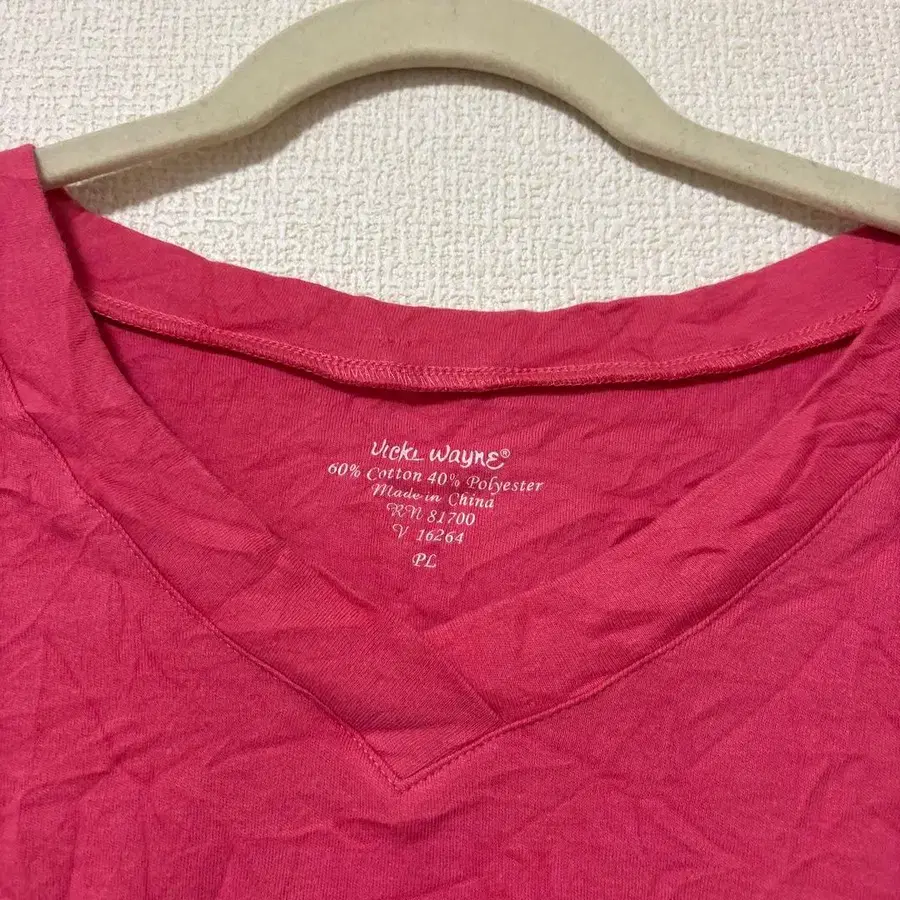 Vicki Wayne®
60% Cotton 40% Polyester
Made in China
RN 81700
V 16264
PL